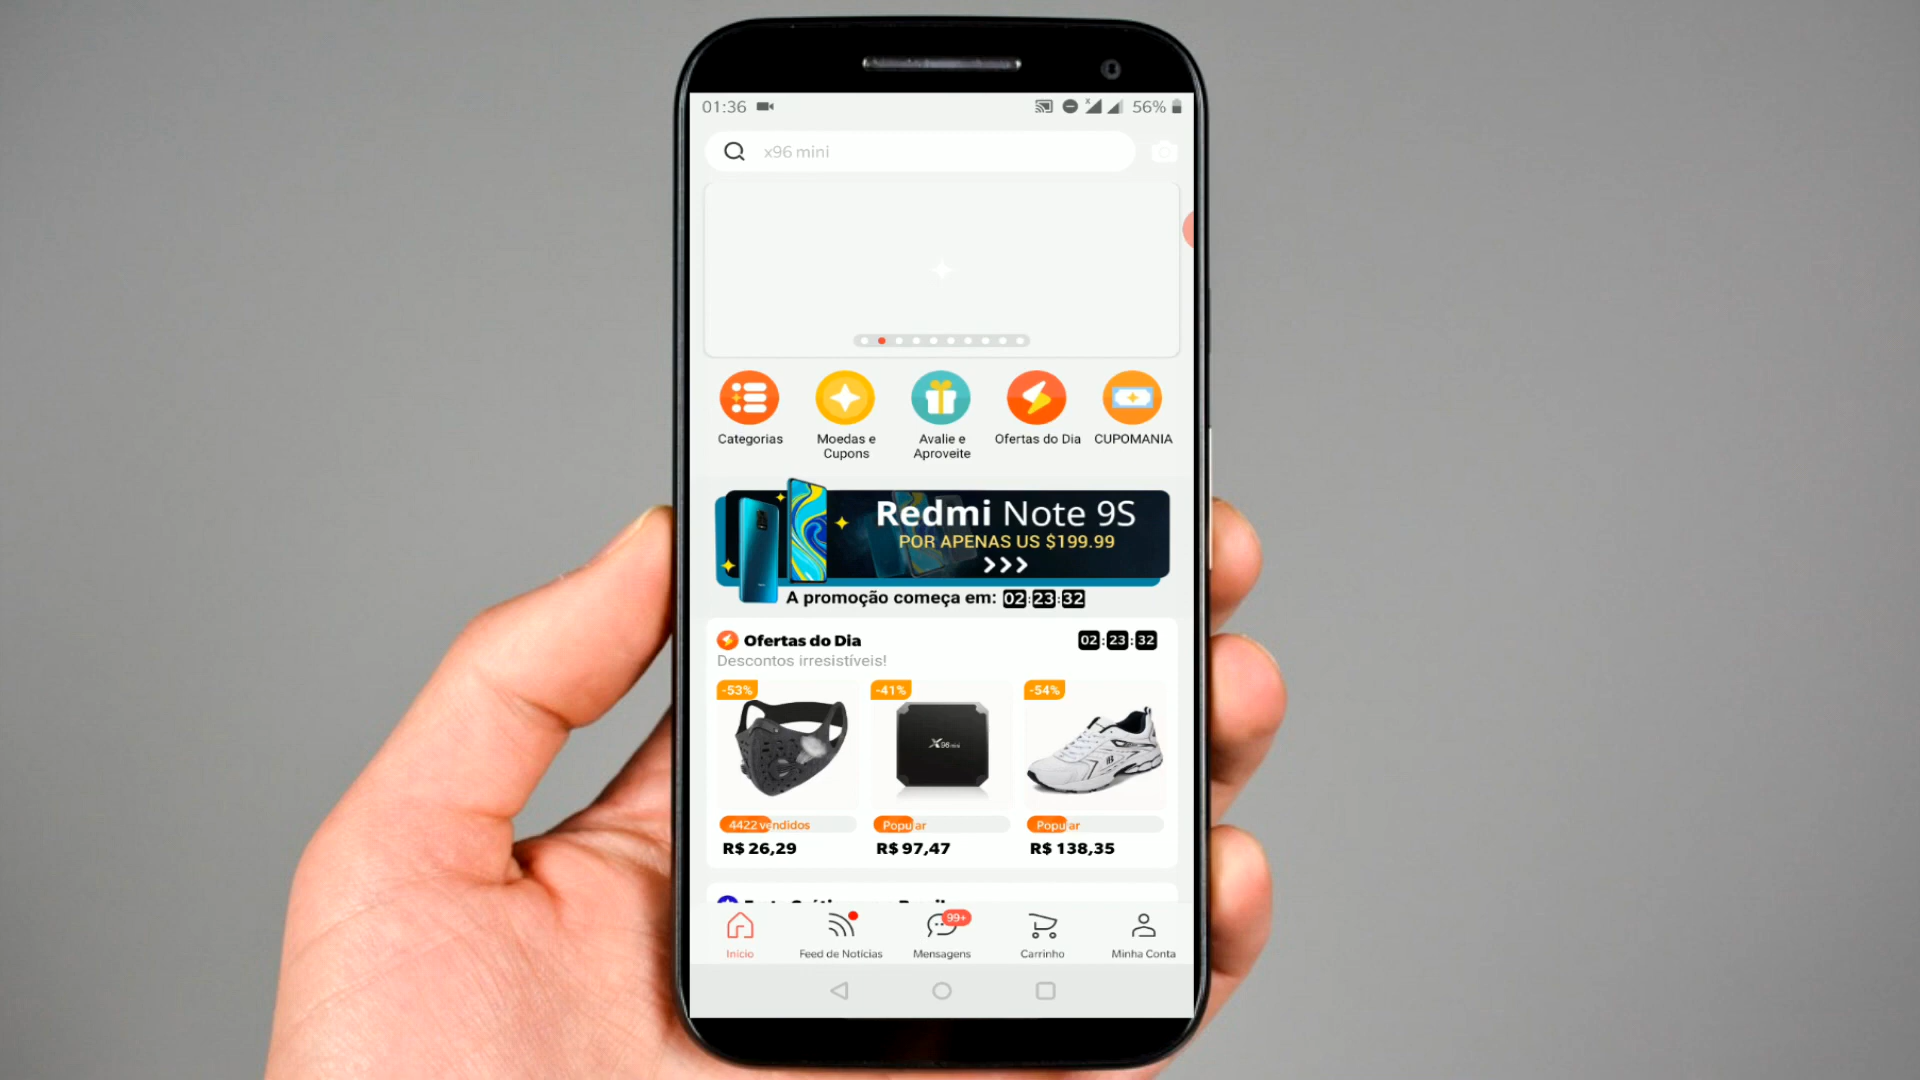 01:36
56%
x96 mini
Categorias
Moedas e
Cupons
Avalie e
Aproveite
Ofertas do Dia
CUPOMANIA
Redmi Note 9S
POR APENAS US $199.99
A promoção começa em: 02:23:32
Ofertas do Dia
02:23:32
Descontos irresistíveis!
-53%
-41%
-54%
X96 mini
4422 vendidos
Popular
Popular
R$ 26,29
R$ 97,47
R$ 138,35
99+
Início
Feed de Notícias
Mensagens
Carrinho
Minha Conta